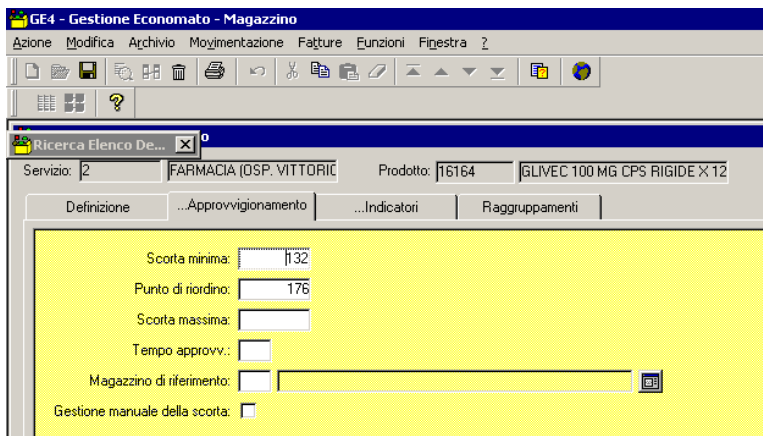 GE4 - Gestione Economato - Magazzino
Azione Modifica Archivio Movimentazione Fatture Funzioni Finestra ?
Ricerca Elenco De... o
Servizio: 2 FARMACIA (OSP. VITTORIO Prodotto: 16164 GLIVEC 100 MG CPS RIGIDE X 12
Definizione ...Approvvigionamento ...Indicatori Raggruppamenti
Scorta minima: 132
Punto di riordino: 176
Scorta massima:
Tempo approvv.:
Magazzino di riferimento:
Gestione manuale della scorta: